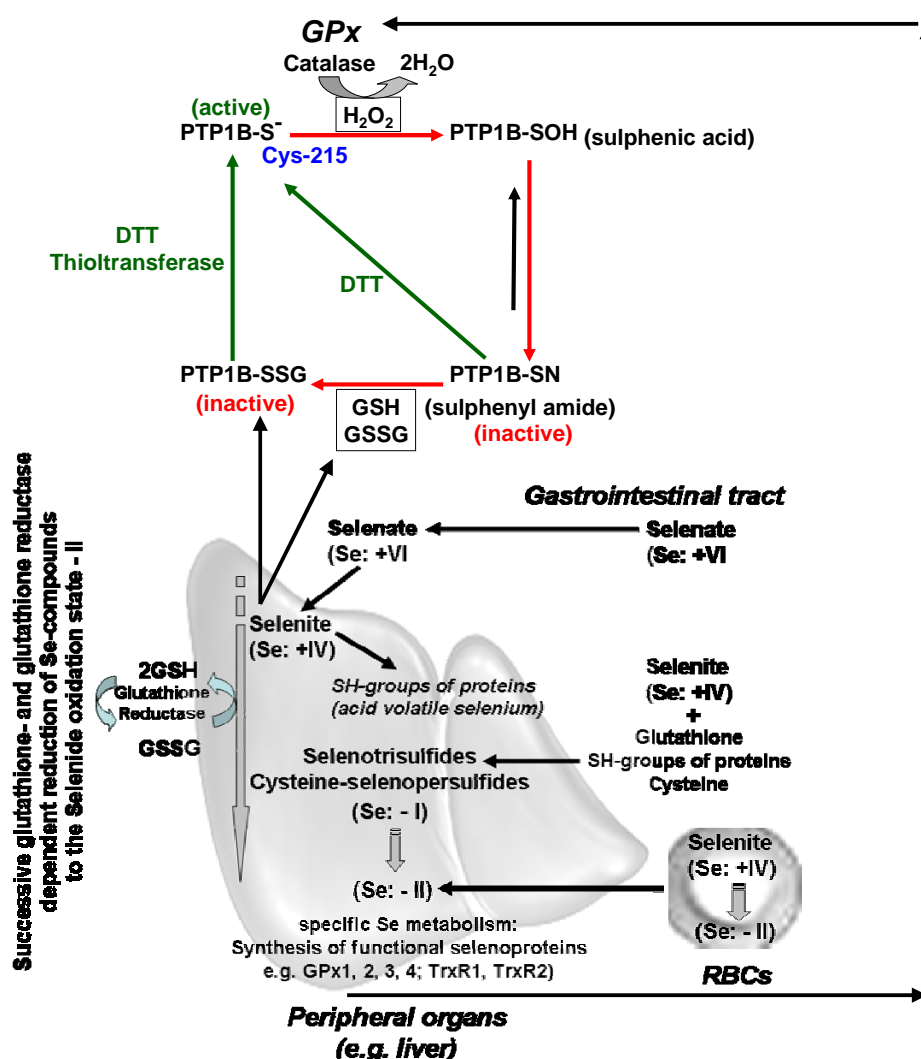 GPx
Catalase 2H2O
H2O2
(active)
PTP1B-S-
Cys-215
PTP1B-SOH (sulphenic acid)
DTT
Thioltransferase
DTT
PTP1B-SSG
(inactive)
GSH
GSSG
PTP1B-SN
(sulphenyl amide)
(inactive)
Successive glutathione- and glutathione reductase
dependent reduction of Se-compounds
to the Selenide oxidation state - II
Gastrointestinal tract
Selenate
(Se: +VI
Selenate
(Se: +VI
Selenite
(Se: +IV)
2GSH
Glutathione
Reductase
GSSG
SH-groups of proteins
(acid volatile selenium)
Selenite
(Se: +IV)
+
Glutathione
SH-groups of proteins
Cysteine
Selenotrisulfides
Cysteine-selenopersulfides
(Se: - I)
(Se: - II)
Selenite
(Se: +IV)
(Se: - II)
RBCs
specific Se metabolism:
Synthesis of functional selenoproteins
e.g. GPx1, 2, 3, 4; TrxR1, TrxR2)
Peripheral organs
(e.g. liver)